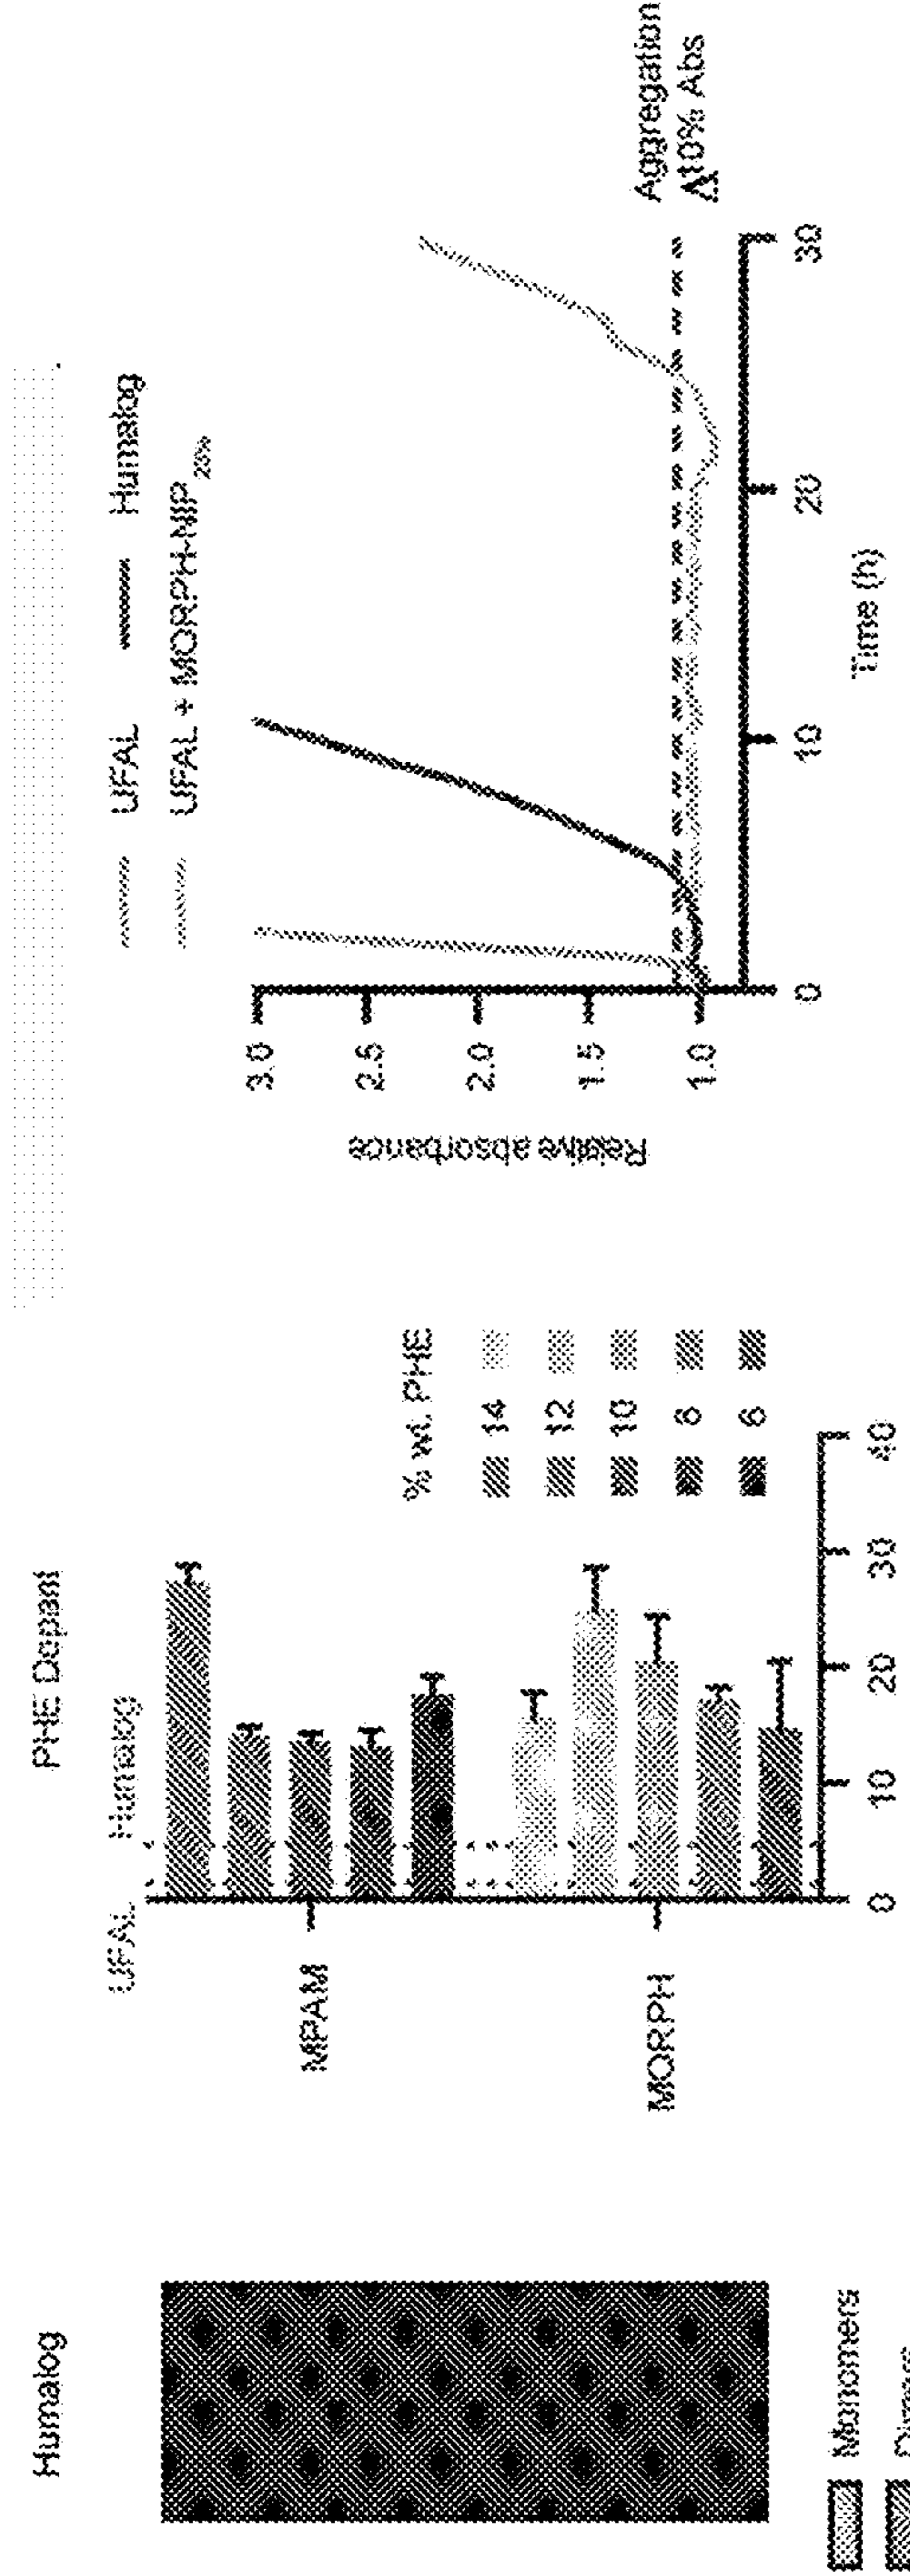 Humalog
Monomers
PHE Dopant
UFAL
Humalog
MPAM
MORPH
% wt. PHE
14
12
10
8
6
0
10
20
30
40
UFAL
Humalog
UFAL + MORPH-NIP
Relative absorbance
3.0
2.5
2.0
1.5
1.0
Aggregation
Δ10% Abs
0
10
20
30
Time (h)